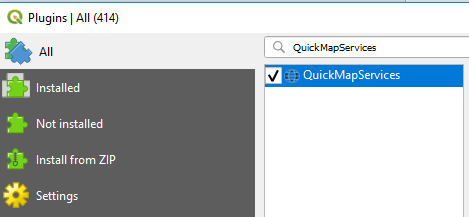 Plugins | All (414)
All
QuickMapServices
Installed
QuickMapServices
Not installed
Install from ZIP
Settings